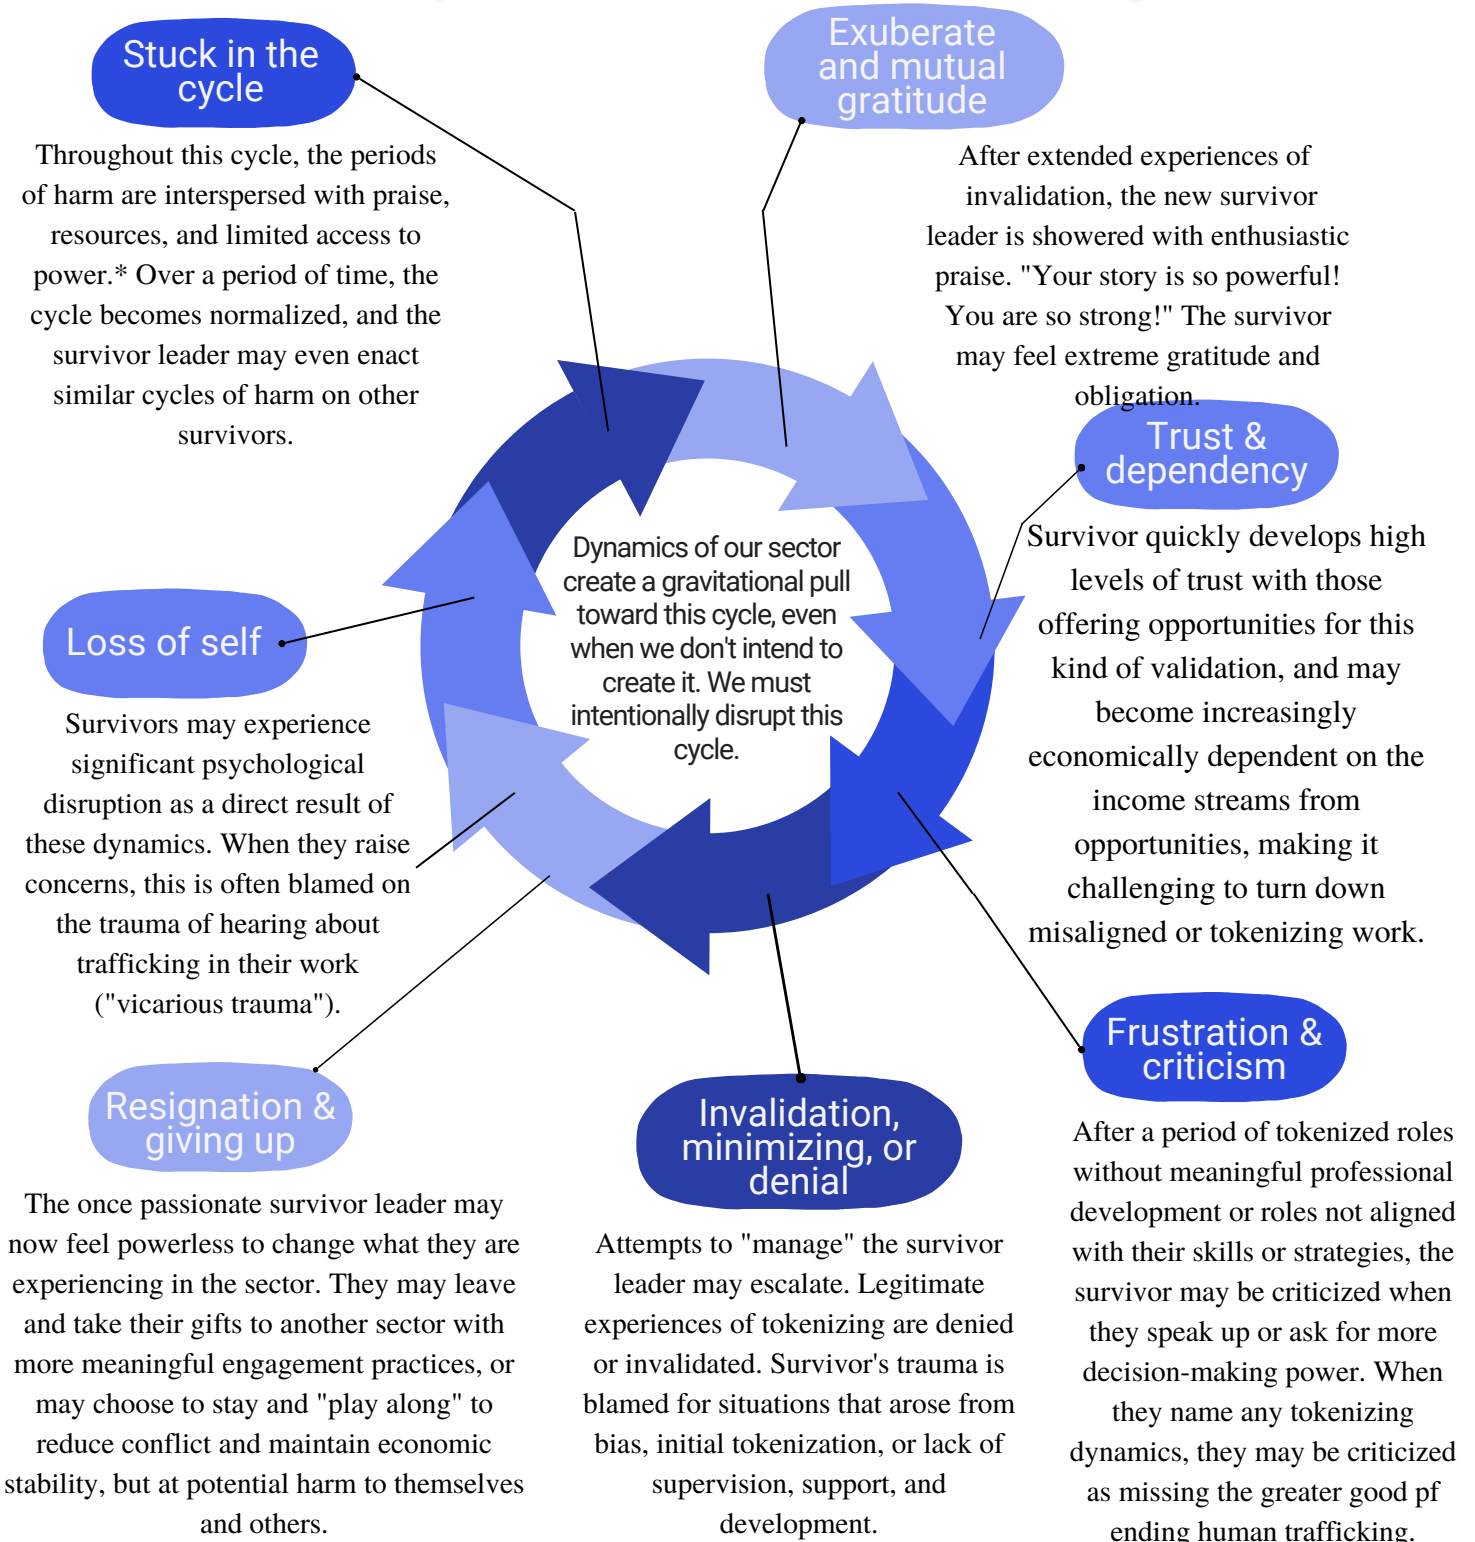 Stuck in the
cycle
Throughout this cycle, the periods
of harm are interspersed with praise,
resources, and limited access to
power.* Over a period of time, the
cycle becomes normalized, and the
survivor leader may even enact
similar cycles of harm on other
survivors.
Exuberate
and mutual
gratitude
After extended experiences of
invalidation, the new survivor
leader is showered with enthusiastic
praise. "Your story is so powerful!
You are so strong!" The survivor
may feel extreme gratitude and
obligation.
Trust &
dependency
Survivor quickly develops high
levels of trust with those
offering opportunities for this
kind of validation, and may
become increasingly
economically dependent on the
income streams from
opportunities, making it
challenging to turn down
misaligned or tokenizing work.
Dynamics of our sector
create a gravitational pull
toward this cycle, even
when we don't intend to
create it. We must
intentionally disrupt this
cycle.
Loss of self
Survivors may experience
significant psychological
disruption as a direct result of
these dynamics. When they raise
concerns, this is often blamed on
the trauma of hearing about
trafficking in their work
("vicarious trauma").
Resignation &
giving up
The once passionate survivor leader may
now feel powerless to change what they are
experiencing in the sector. They may leave
and take their gifts to another sector with
more meaningful engagement practices, or
may choose to stay and "play along" to
reduce conflict and maintain economic
stability, but at potential harm to themselves
and others.
Invalidation,
minimizing, or
denial
Attempts to "manage" the survivor
leader may escalate. Legitimate
experiences of tokenizing are denied
or invalidated. Survivor's trauma is
blamed for situations that arose from
bias, initial tokenization, or lack of
supervision, support, and
development.
Frustration &
criticism
After a period of tokenized roles
without meaningful professional
development or roles not aligned
with their skills or strategies, the
survivor may be criticized when
they speak up or ask for more
decision-making power. When
they name any tokenizing
dynamics, they may be criticized
as missing the greater good pf
ending human trafficking.